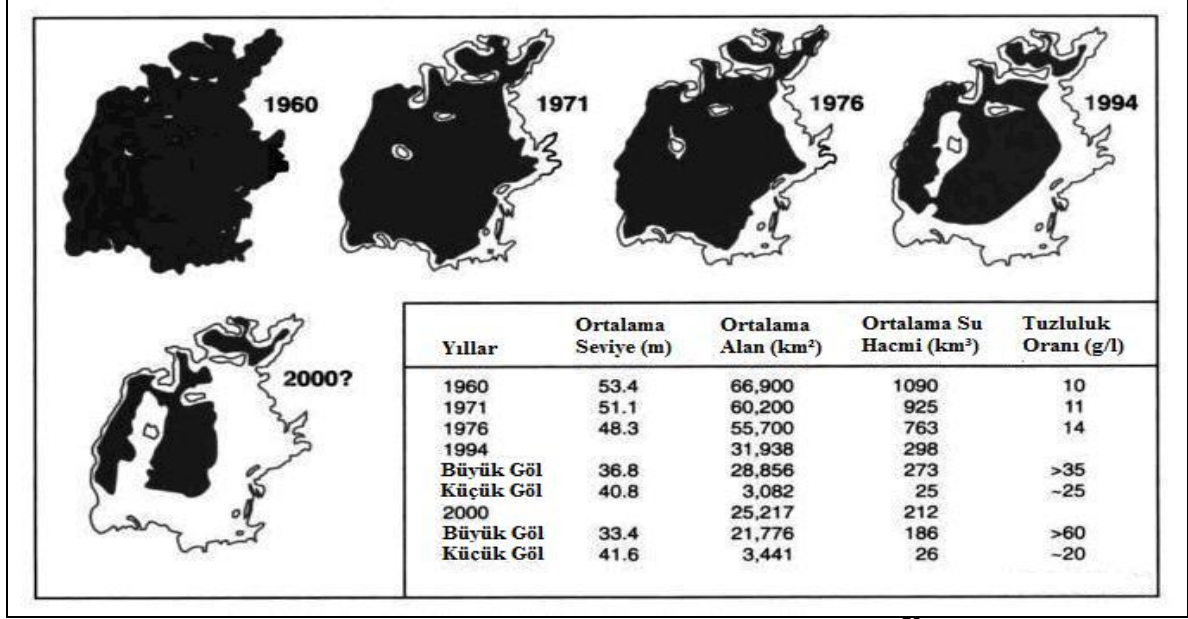 1960
1971
1976
1994
2000?
Yıllar Ortalama Seviye (m) Ortalama Alan (km²) Ortalama Su Hacmi (km³) Tuzluluk Oranı (g/l)
1960 53.4 66,900 1090 10
1971 51.1 60,200 925 11
1976 48.3 55,700 763 14
1994 31,938 298
Büyük Göl 36.8 28,856 273 >35
Küçük Göl 40.8 3,082 25 ~25
2000 25,217 212
Büyük Göl 33.4 21,776 186 >60
Küçük Göl 41.6 3,441 26 ~20